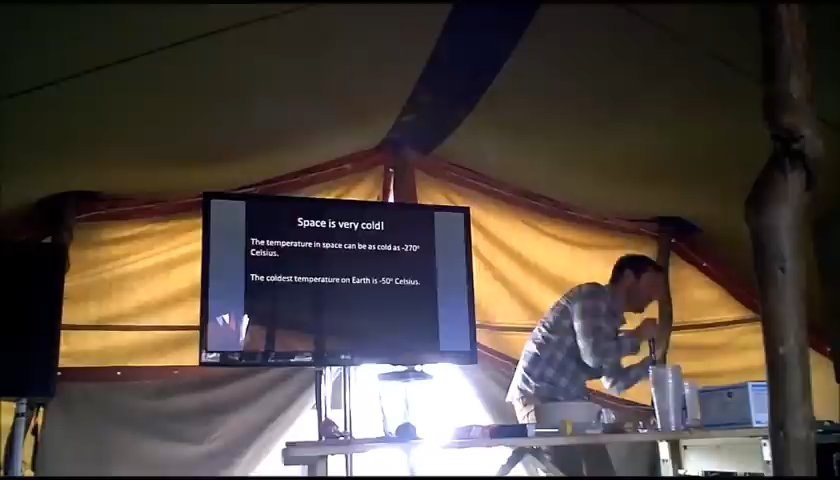 Space is very cold!
The temperature in space can be as cold as -270°
Celsius.
The coldest temperature on Earth is -50° Celsius.